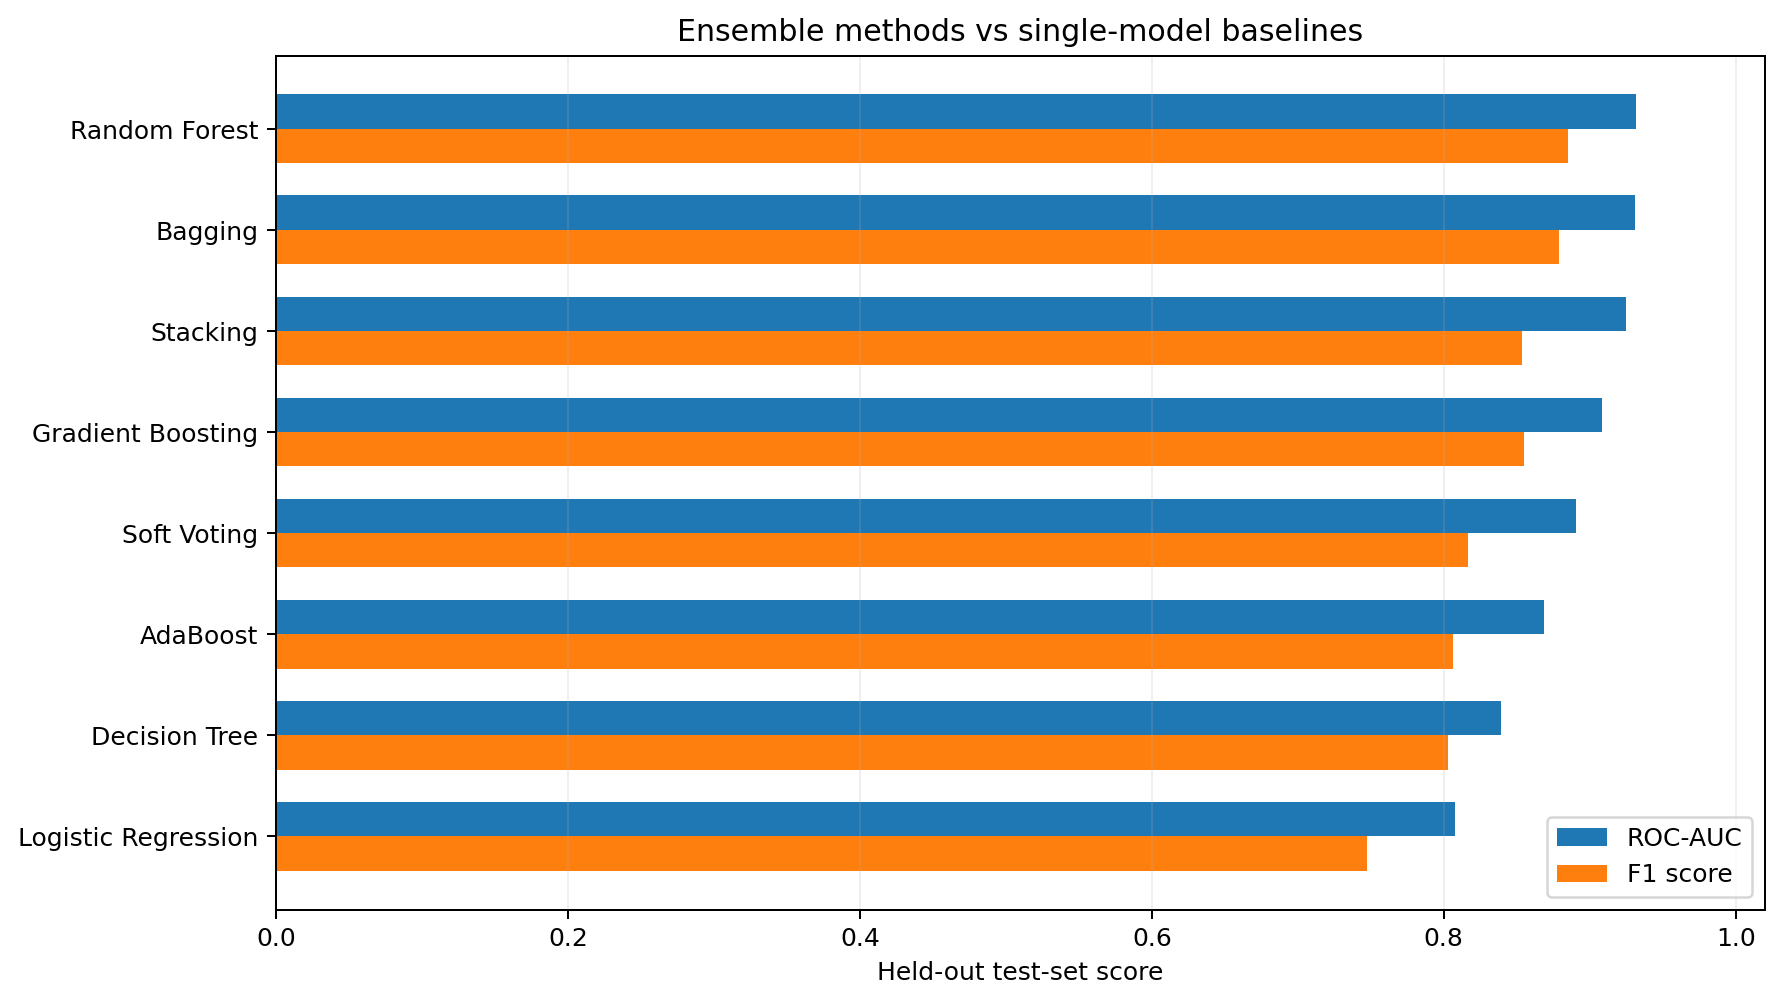 Ensemble methods vs single-model baselines
Random Forest
Bagging
Stacking
Gradient Boosting
Soft Voting
AdaBoost
Decision Tree
Logistic Regression
ROC-AUC
F1 score
0.0 0.2 0.4 0.6 0.8 1.0
Held-out test-set score